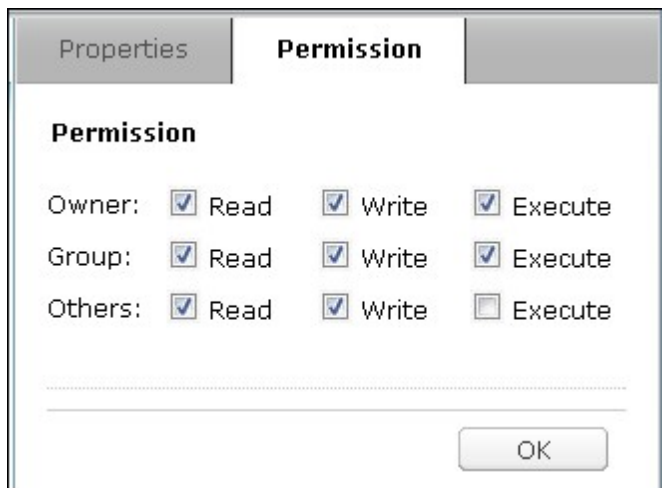 Properties Permission
Permission
Owner: Read Write Execute
Group: Read Write Execute
Others: Read Write Execute
OK